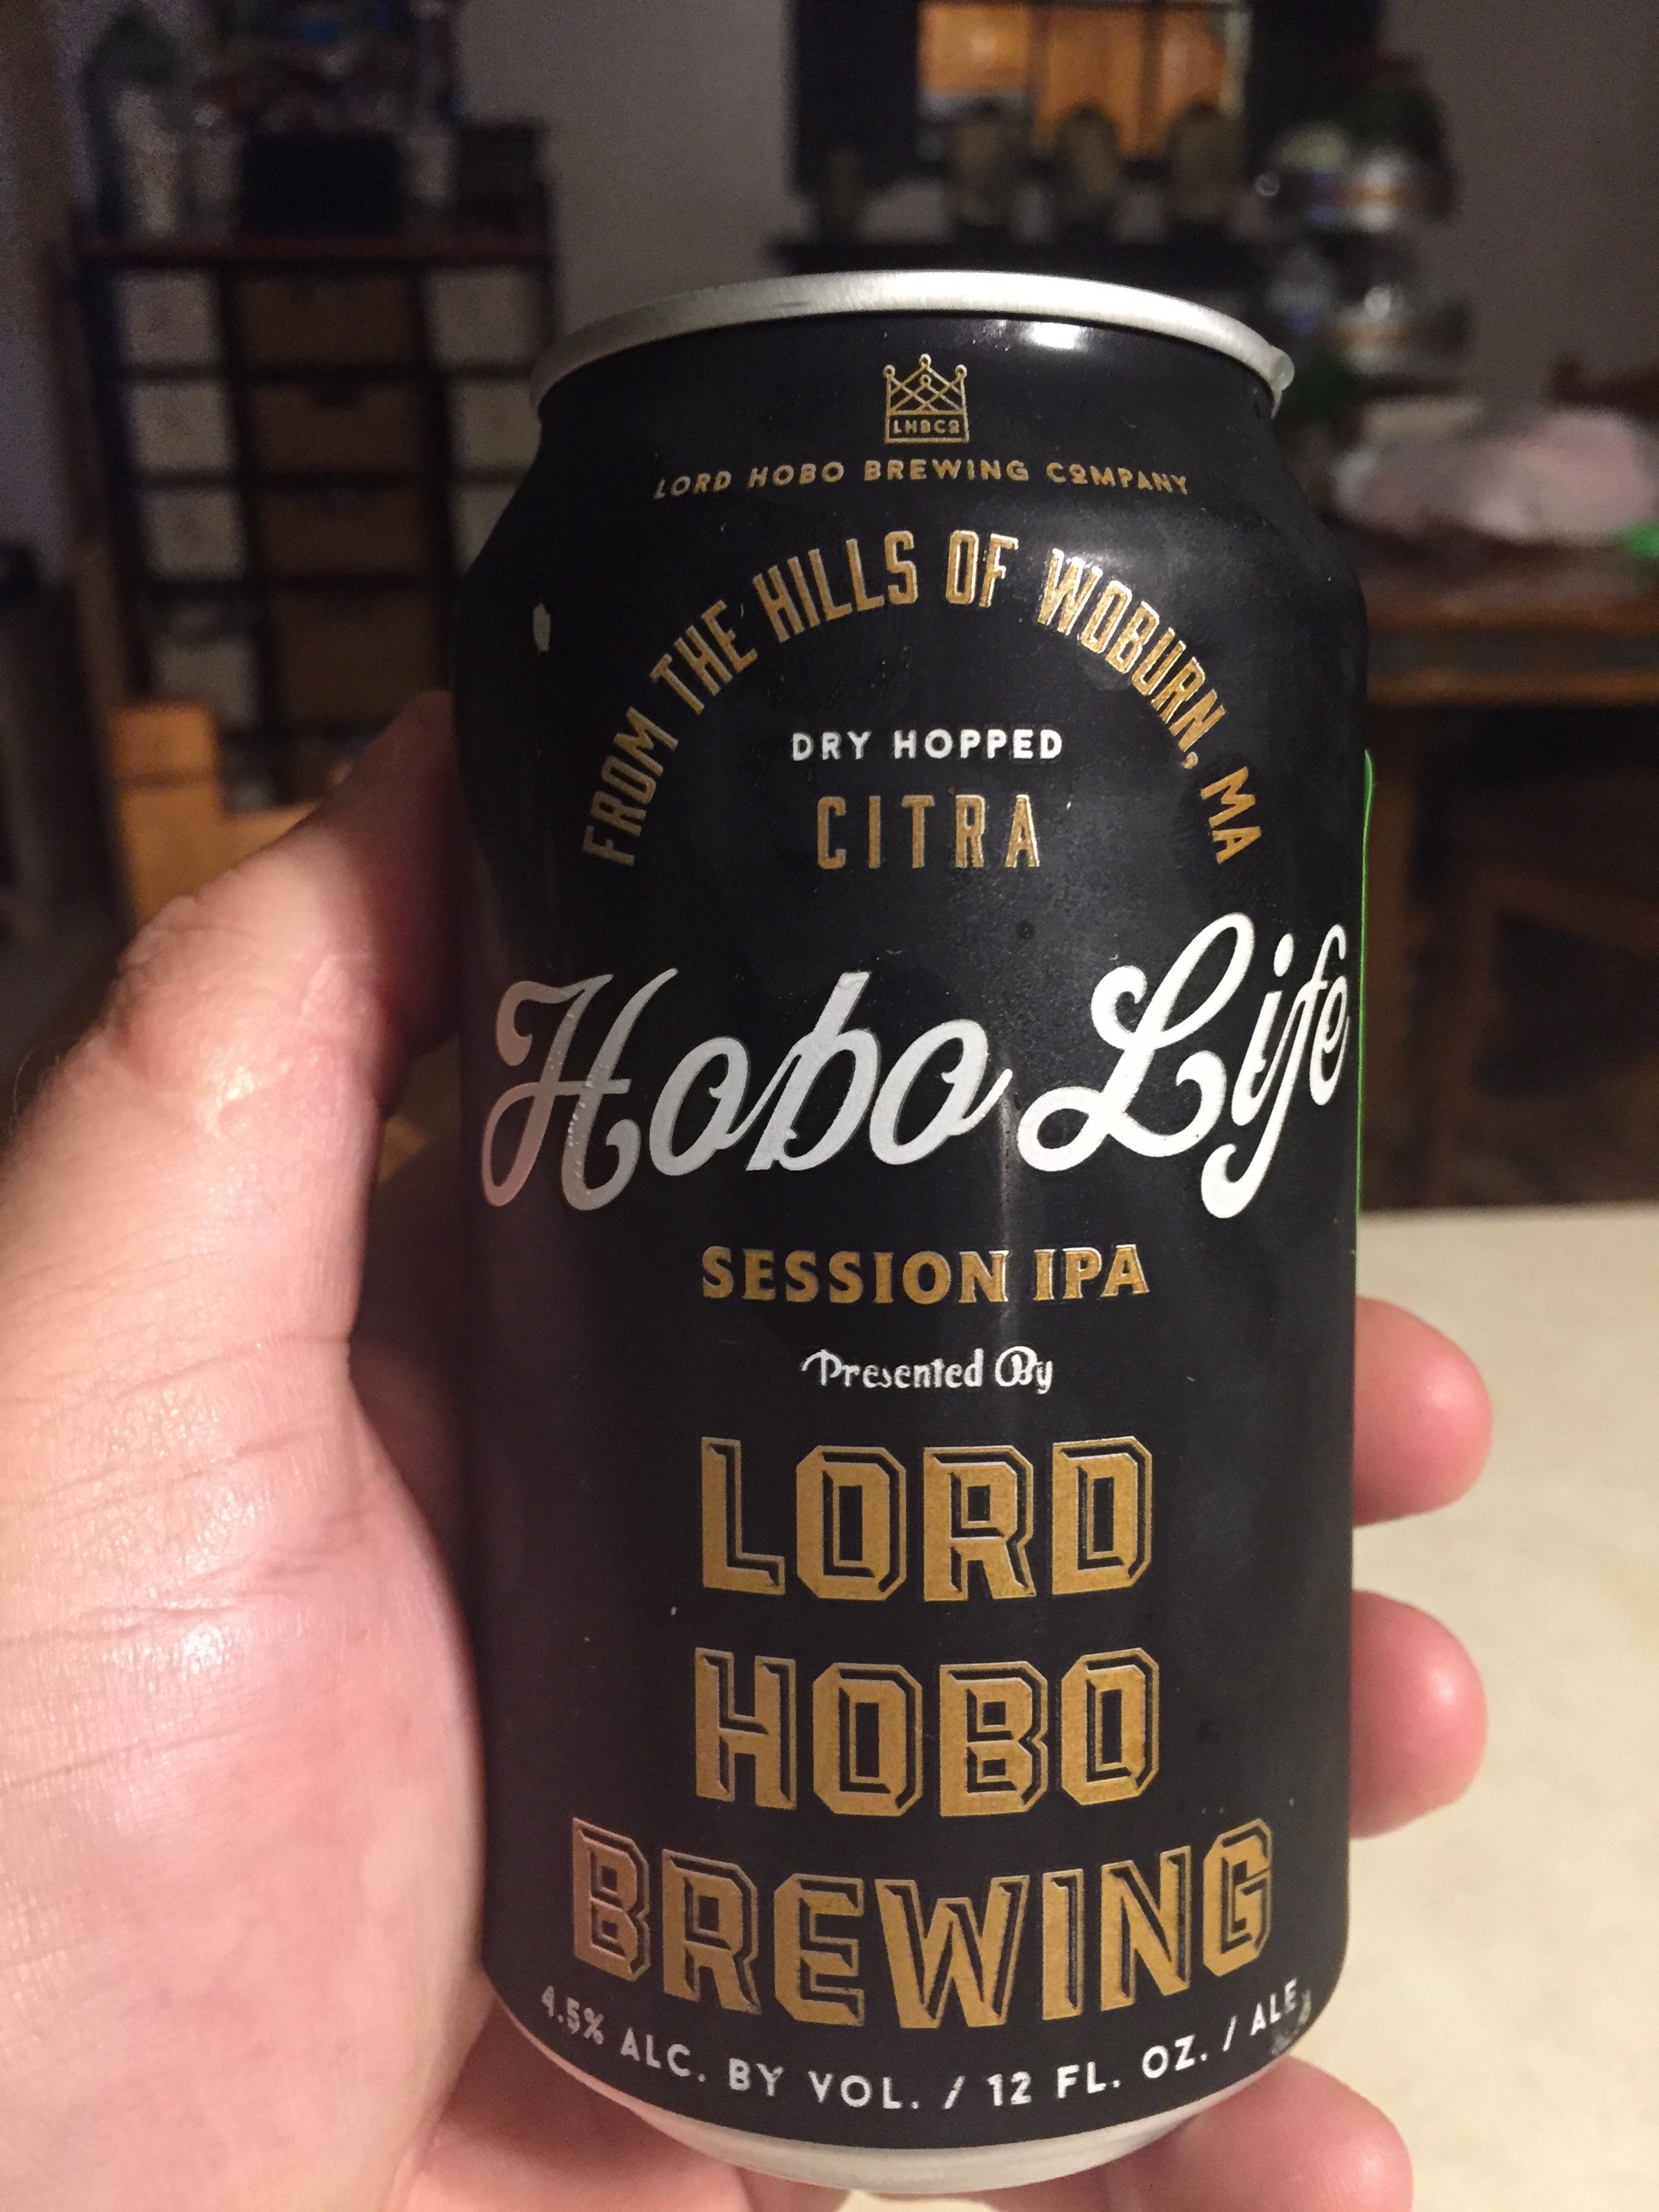 LHBCo
LORD HOBO BREWING COMPANY
FROM THE HILLS OF WOBURN, MA
DRY HOPPED
CITRA
Hobo Life
SESSION IPA
Presented By
LORD
HOBO
BREWING
4.5% ALC. BY VOL. / 12 FL. OZ. / ALE